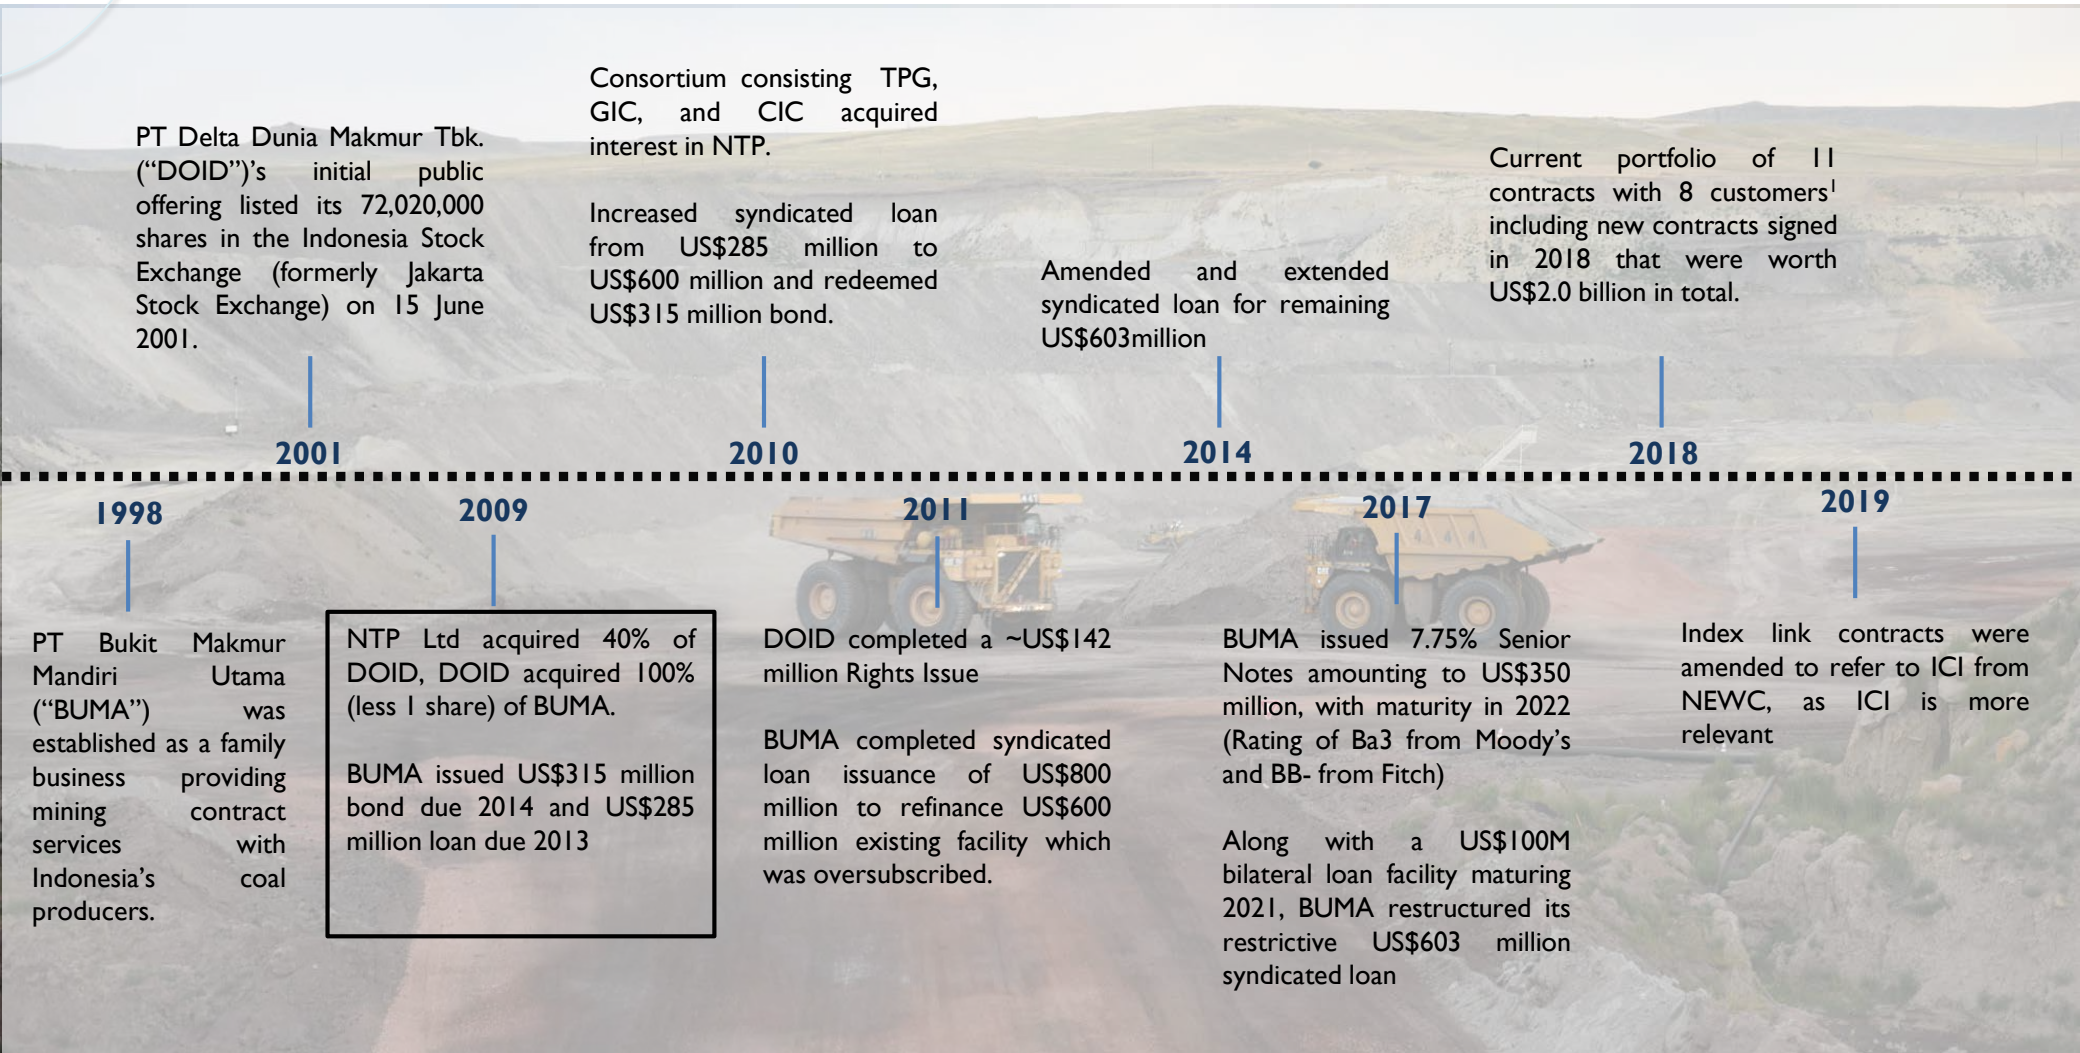 PT Delta Dunia Makmur Tbk.
(“DOID”)’s initial public
offering listed its 72,020,000
shares in the Indonesia Stock
Exchange (formerly Jakarta
Stock Exchange) on 15 June
2001.
Consortium consisting TPG,
GIC, and CIC acquired
interest in NTP.
Increased syndicated loan
from US$285 million to
US$600 million and redeemed
US$315 million bond.
Amended and extended
syndicated loan for remaining
US$603million
Current portfolio of 11
contracts with 8 customers¹
including new contracts signed
in 2018 that were worth
US$2.0 billion in total.
2001
2010
2014
2018
1998
2009
2011
2017
2019
PT Bukit Makmur
Mandiri Utama
(“BUMA”) was
established as a family
business providing
mining contract
services with
Indonesia’s coal
producers.
NTP Ltd acquired 40% of
DOID, DOID acquired 100%
(less 1 share) of BUMA.
BUMA issued US$315 million
bond due 2014 and US$285
million loan due 2013
DOID completed a ~US$142
million Rights Issue
BUMA completed syndicated
loan issuance of US$800
million to refinance US$600
million existing facility which
was oversubscribed.
BUMA issued 7.75% Senior
Notes amounting to US$350
million, with maturity in 2022
(Rating of Ba3 from Moody’s
and BB- from Fitch)
Along with a US$100M
bilateral loan facility maturing
2021, BUMA restructured its
restrictive US$603 million
syndicated loan
Index link contracts were
amended to refer to ICI from
NEWC, as ICI is more
relevant